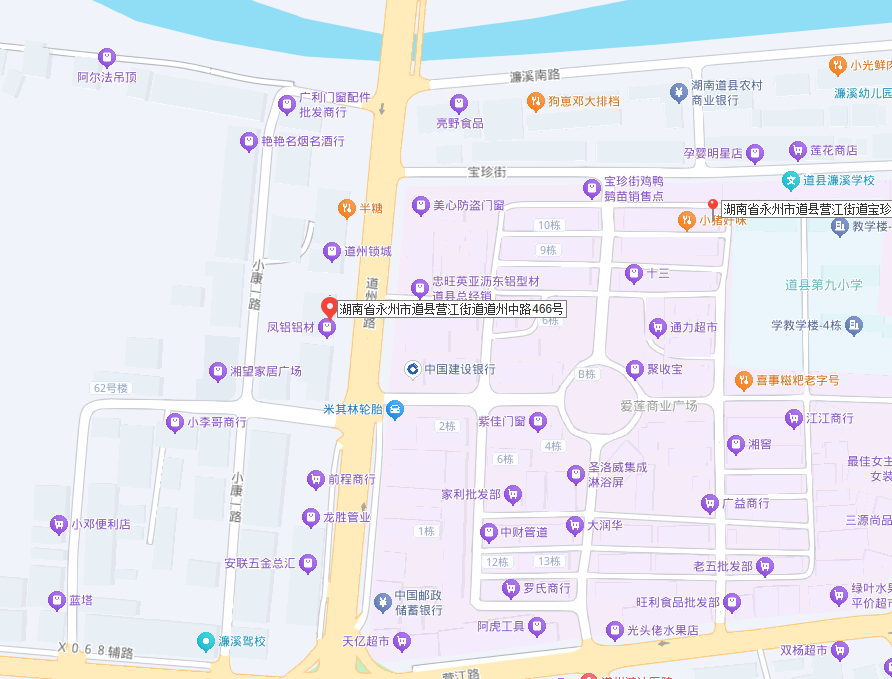 阿尔法吊顶
濂溪南路
小光鲜肉
湖南道县农村
商业银行
濂溪幼儿园
广利门窗配件
批发商行
亮野食品
狗崽邓大排档
艳艳名烟名酒行
孕婴明星店
莲花商店
宝珍街
宝珍街鸡鸭
鹅苗销售点
道县濂溪学校
半糖
美心防盗门窗
湖南省永州市道县营江街道宝珍
小猪好味
10栋
教学楼-
9栋
道州锁城
小康一路
道州
路
忠旺英亚沥东铝型材
道县总经销
十三
道县第九小学
湖南省永州市道县营江街道道州中路466号
6栋
凤铝铝材
通力超市
学教学楼-4栋
湘望家居广场
中国建设银行
B栋
聚收宝
喜事糍粑老字号
62号楼
米其林轮胎
爱莲商业广场
小李哥商行
2栋
紫佳门窗
江江商行
4栋
湘窖
6栋
圣洛威集成
淋浴屏
最佳女主
女装
小康一路
前程商行
家利批发部
广益商行
龙胜管业
小邓便利店
1栋
中财管道
大润华
三源尚品
安联五金总汇
12栋
13栋
老五批发部
蓝塔
中国邮政
储蓄银行
罗氏商行
旺利食品批发部
绿叶水果
平价超市
阿虎工具
光头佬水果店
X068辅路
濂溪驾校
天亿超市
双杨超市
营江路